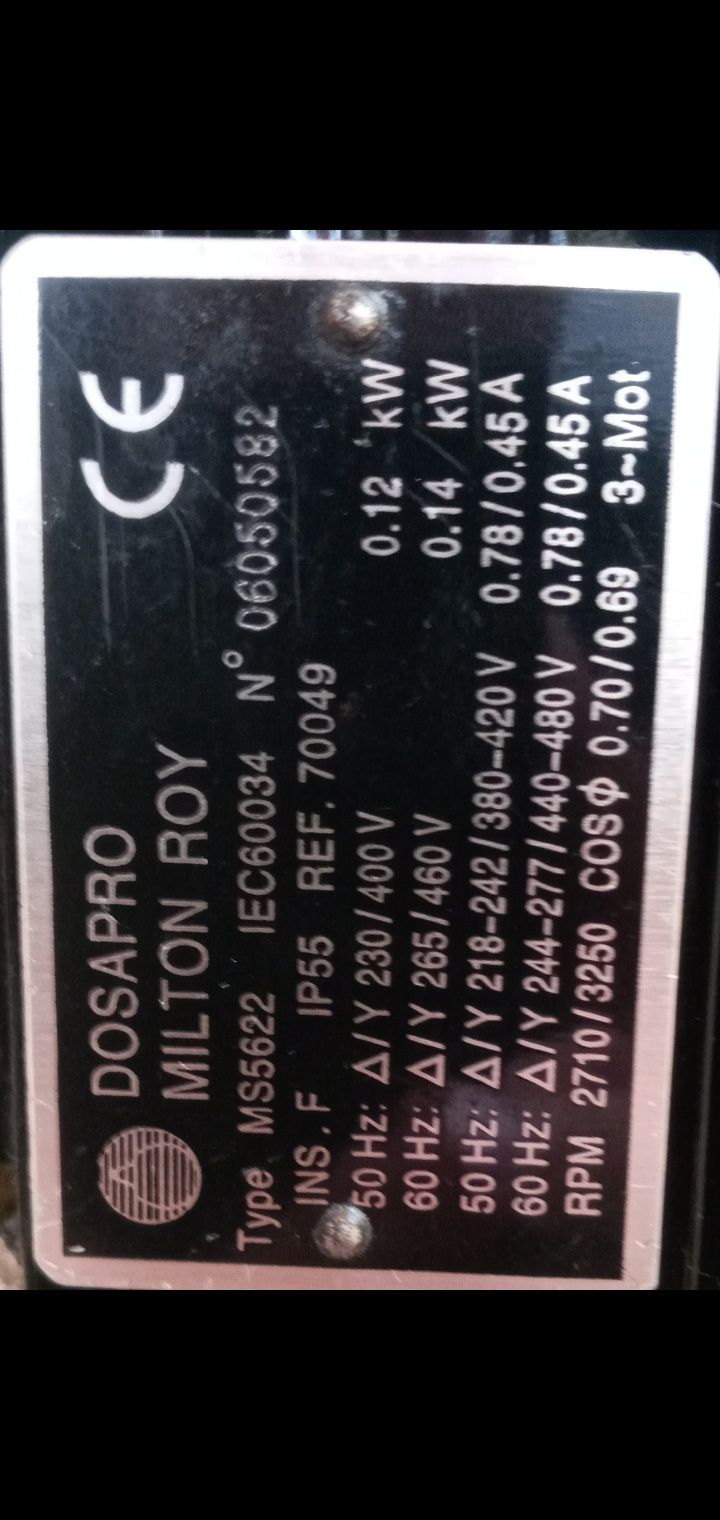 DOSAPRO
MILTON ROY
CE
Type MS5622 IEC60034 N° 06050582
INS. F IP55 REF. 70049
50 Hz: Δ/Y 230/400 V 0.12 kW
60 Hz: Δ/Y 265/460 V 0.14 kW
50 Hz: Δ/Y 218-242/380-420 V 0.78/0.45 A
60 Hz: Δ/Y 244-277/440-480 V 0.78/0.45 A
RPM 2710/3250 COS ϕ 0.70/0.69 3~Mot